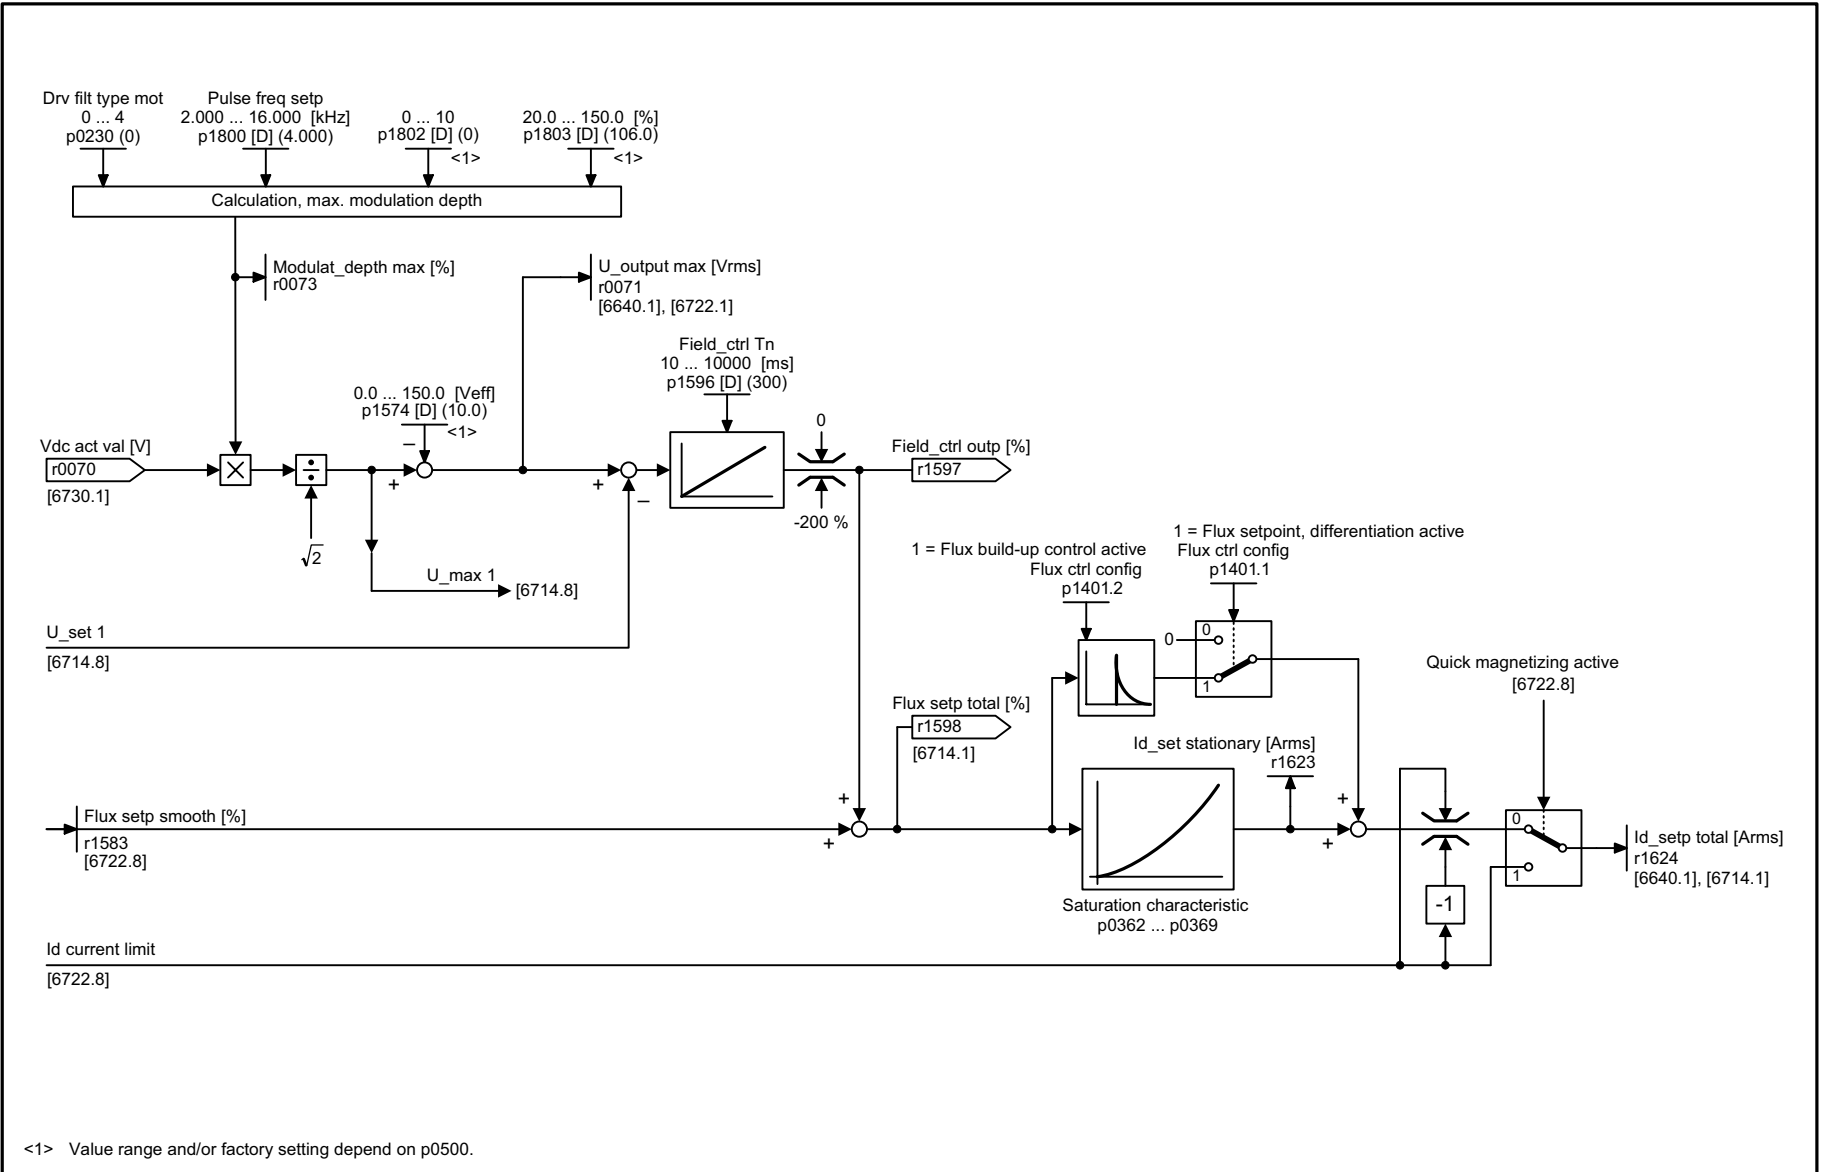 Drv filt type mot
0 ... 4
p0230 (0)
Pulse freq setp
2.000 ... 16.000 [kHz]
p1800 [D] (4.000)
0 ... 10
p1802 [D] (0)
<1>
20.0 ... 150.0 [%]
p1803 [D] (106.0)
<1>
Calculation, max. modulation depth
Modulat_depth max [%]
r0073
U_output max [Vrms]
r0071
[6640.1], [6722.1]
Field_ctrl Tn
10 ... 10000 [ms]
p1596 [D] (300)
0.0 ... 150.0 [Veff]
p1574 [D] (10.0)
<1>
–
0
Vdc act val [V]
r0070
[6730.1]
×
÷
+
+
–
Field_ctrl outp [%]
r1597
-200 %
√2
U_max 1
[6714.8]
1 = Flux setpoint, differentiation active
Flux ctrl config
p1401.1
1 = Flux build-up control active
Flux ctrl config
p1401.2
U_set 1
[6714.8]
0
0
1
Quick magnetizing active
[6722.8]
Flux setp total [%]
r1598
[6714.1]
Id_set stationary [Arms]
r1623
+
+
Flux setp smooth [%]
r1583
[6722.8]
+
+
0
1
Id_setp total [Arms]
r1624
[6640.1], [6714.1]
Saturation characteristic
p0362 ... p0369
-1
Id current limit
[6722.8]
<1> Value range and/or factory setting depend on p0500.